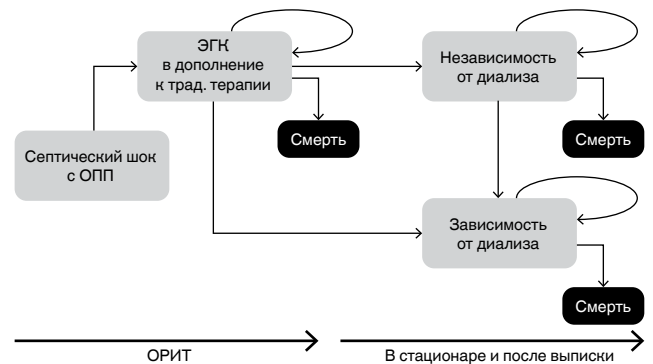 ЭГК
в дополнение
к трад. терапии
Независимость
от диализа
Смерть
Смерть
Септический шок
с ОПП
Зависимость
от диализа
Смерть
ОРИТ
В стационаре и после выписки